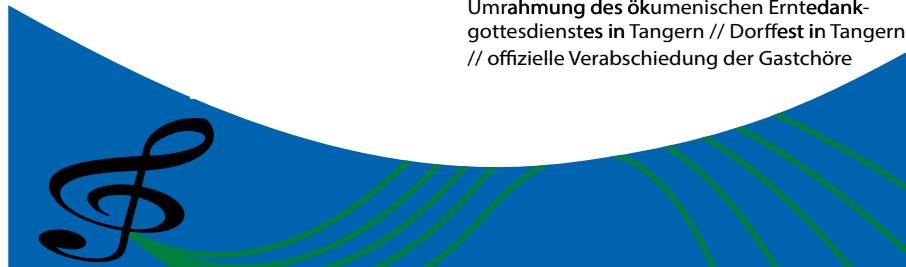 Umrahmung des ökumenischen Erntedank-
gottesdienstes in Tangern // Dorffest in Tangern
// offizielle Verabschiedung der Gastchöre